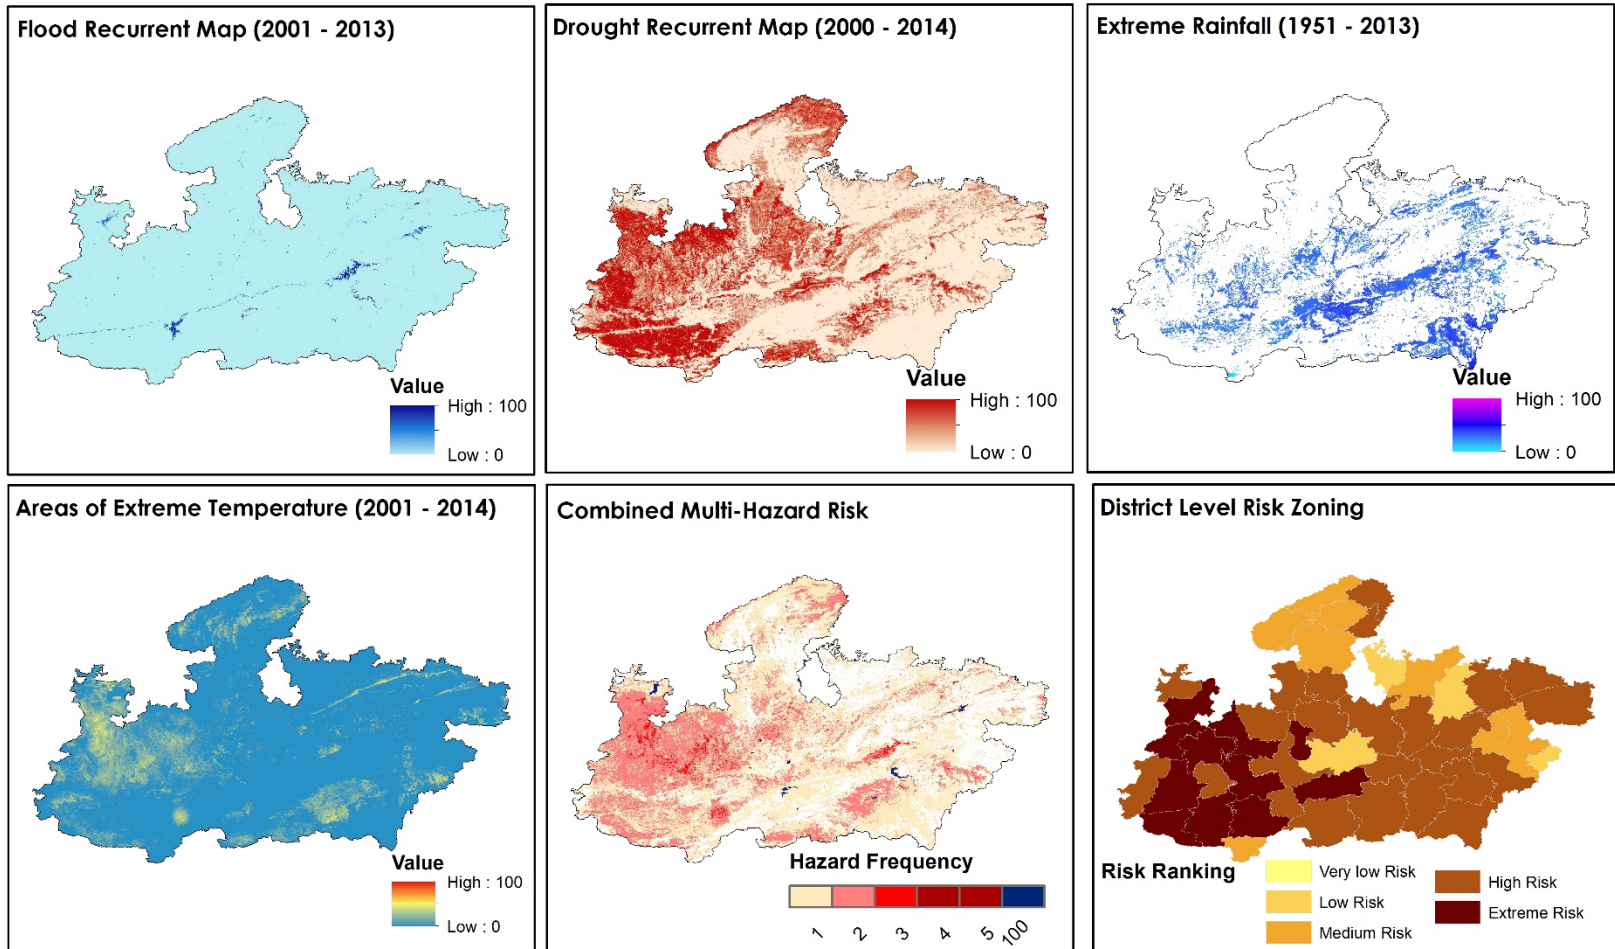 Flood Recurrent Map (2001 - 2013)
Value
High : 100
Low : 0
Drought Recurrent Map (2000 - 2014)
Value
High : 100
Low : 0
Extreme Rainfall (1951 - 2013)
Value
High : 100
Low : 0
Areas of Extreme Temperature (2001 - 2014)
Value
High : 100
Low : 0
Combined Multi-Hazard Risk
Hazard Frequency
1 2 3 4 5 100
District Level Risk Zoning
Risk Ranking
Very low Risk
Low Risk
Medium Risk
High Risk
Extreme Risk